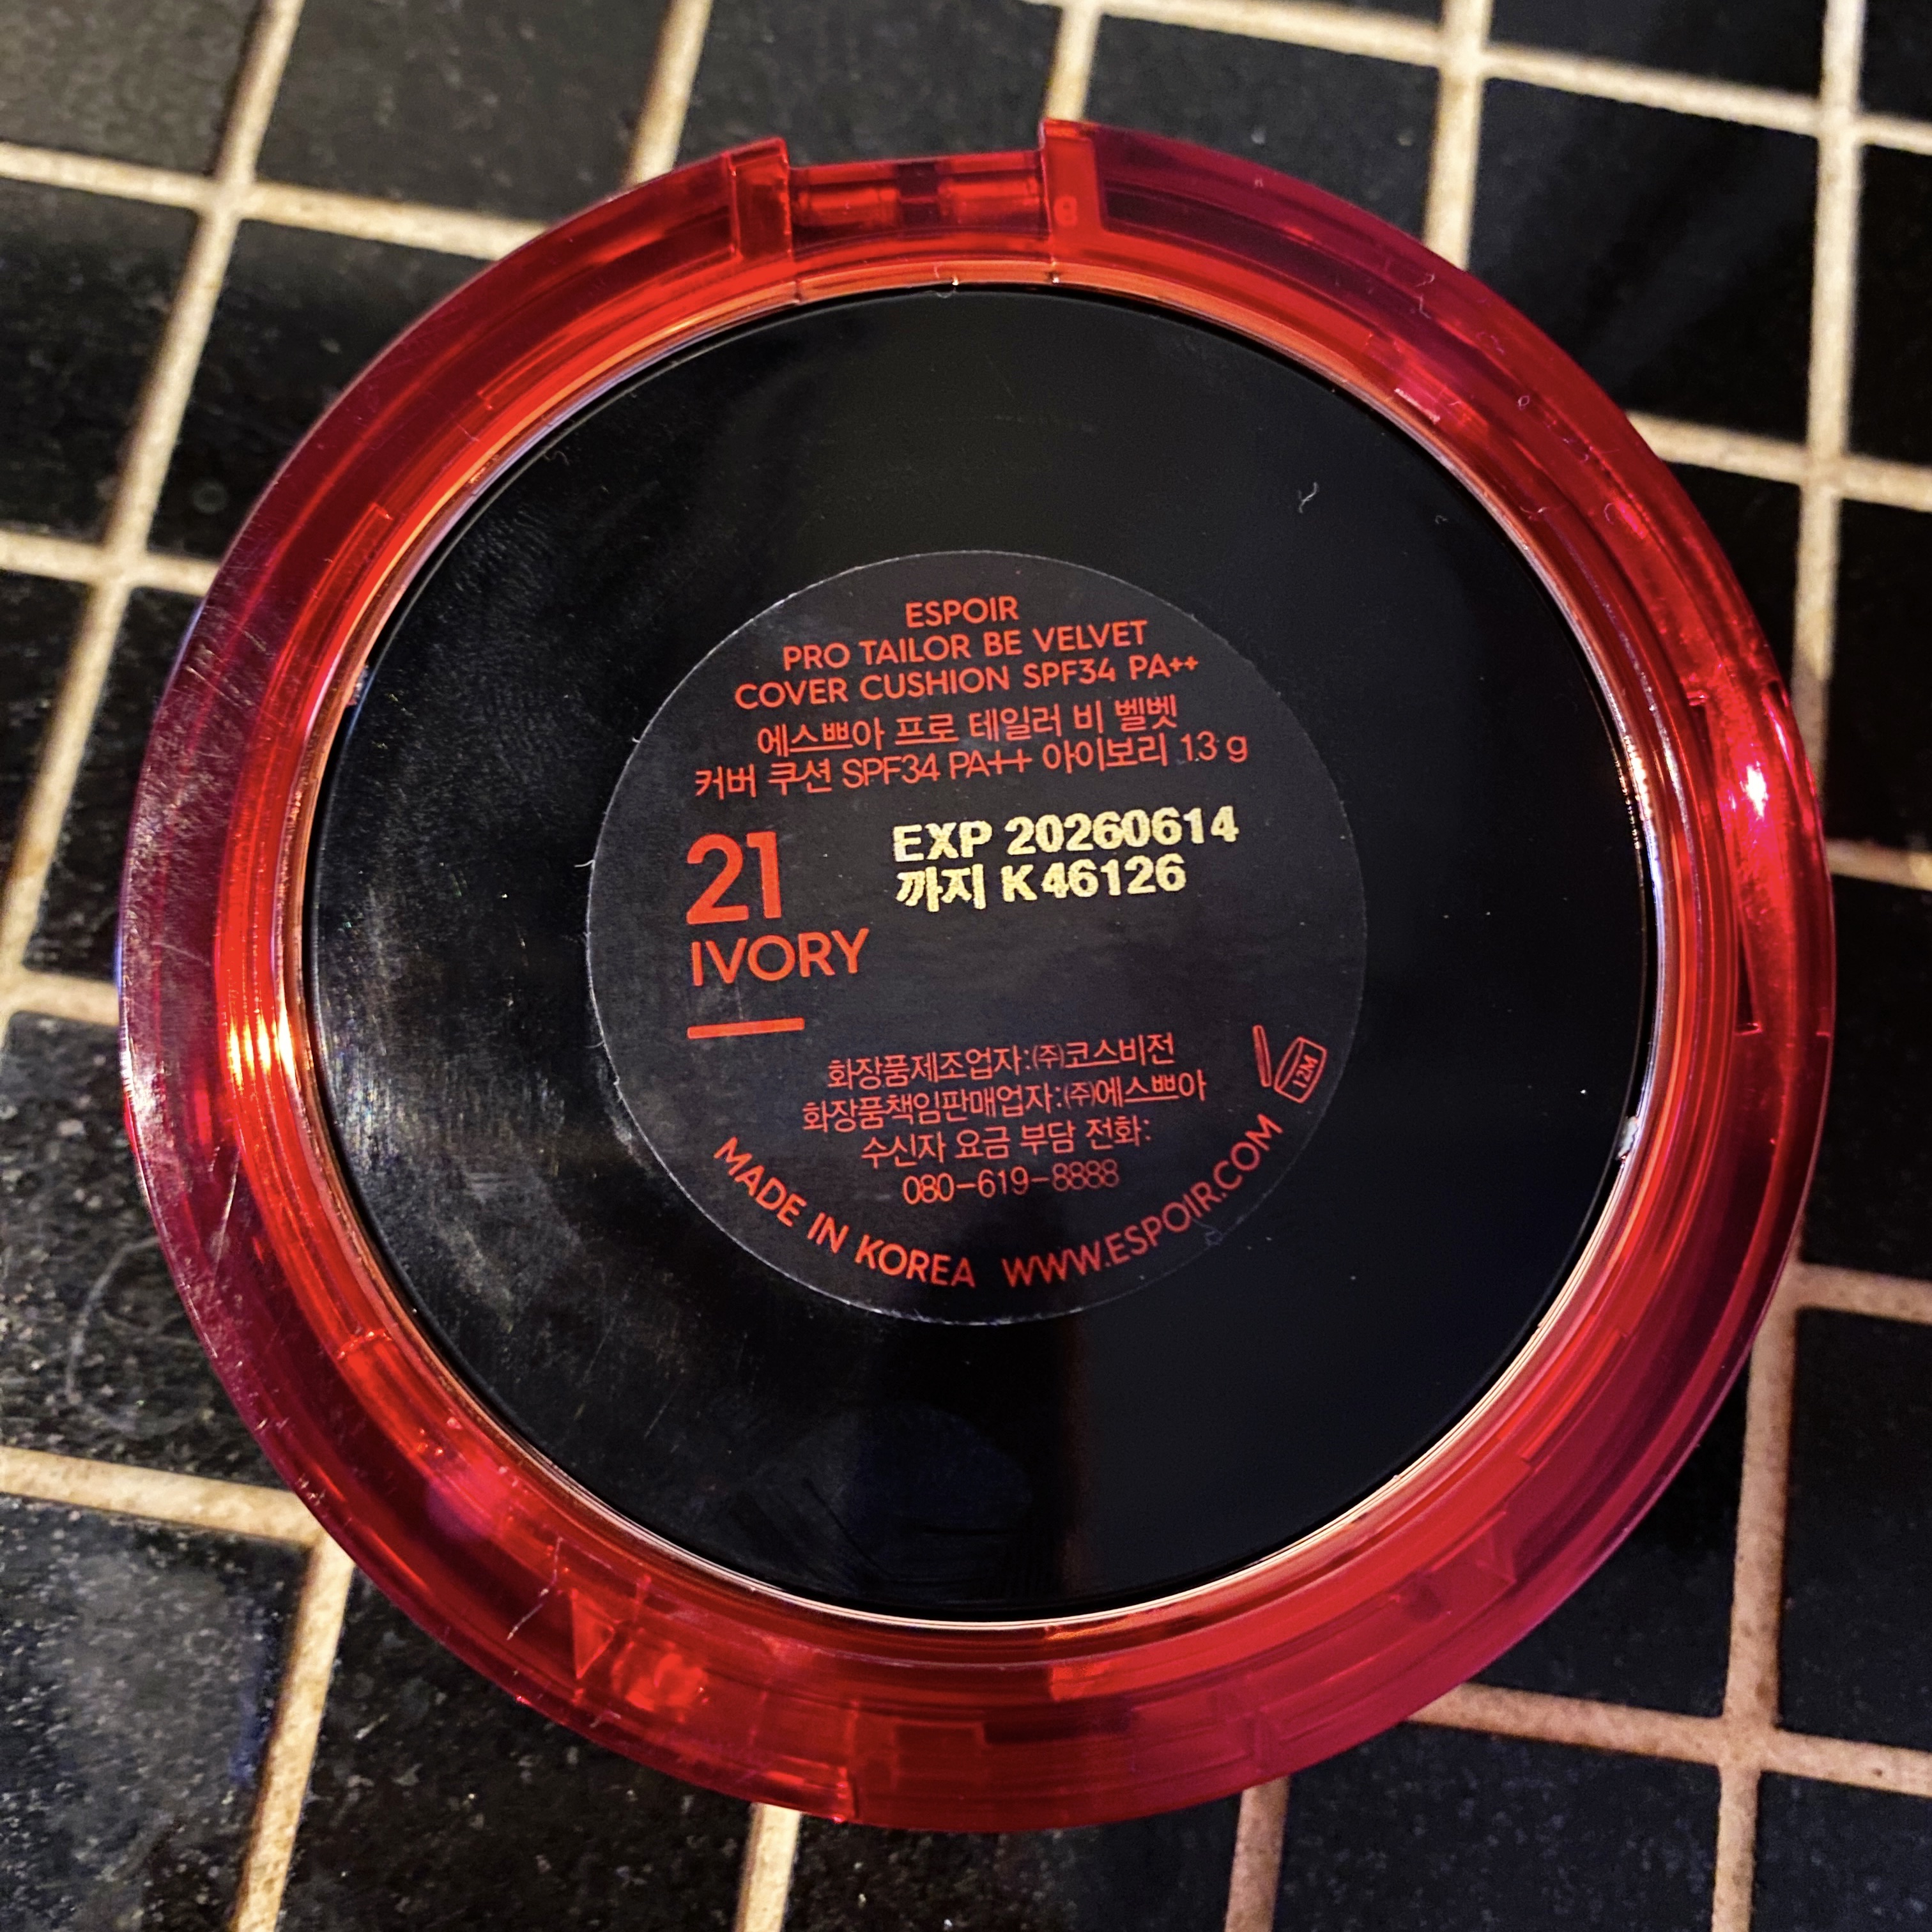 ESPOIR
PRO TAILOR BE VELVET
COVER CUSHION SPF34 PA++
에스쁘아 프로 테일러 비 벨벳
커버 쿠션 SPF34 PA++ 아이보리 13 g
21
IVORY
EXP 20260614
까지 K46126
화장품제조업자:㈜코스비전
화장품책임판매업자:㈜에스쁘아
수신자 요금 부담 전화:
080-619-8888
12M
MADE IN KOREA WWW.ESPOIR.COM